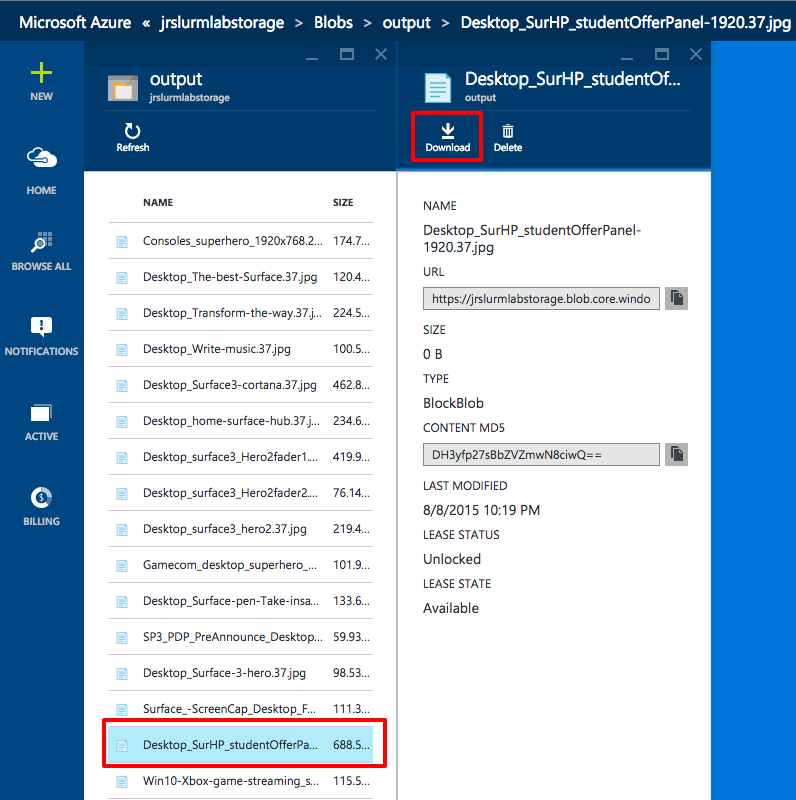 Microsoft Azure « jrslurmlabstorage > Blobs > output > Desktop_SurHP_studentOfferPanel-1920.37.jpg
NEW
HOME
BROWSE ALL
NOTIFICATIONS
ACTIVE
BILLING
output
jrslurmlabstorage
Refresh
NAME SIZE
Consoles_superhero_1920x768.2... 174.7...
Desktop_The-best-Surface.37.jpg 120.4...
Desktop_Transform-the-way.37.j... 224.5...
Desktop_Write-music.37.jpg 100.5...
Desktop_Surface3-cortana.37.jpg 462.8...
Desktop_home-surface-hub.37.j... 234.6...
Desktop_surface3_Hero2fader1.... 419.9...
Desktop_surface3_Hero2fader2.... 76.14...
Desktop_surface3_hero2.37.jpg 219.4...
Gamecom_desktop_superhero_... 101.9...
Desktop_Surface-pen-Take-insa... 133.6...
SP3_PDP_PreAnnounce_Desktop... 59.93...
Desktop_Surface-3-hero.37.jpg 98.53...
Surface_-ScreenCap_Desktop_F... 111.3...
Desktop_SurHP_studentOfferPa... 688.5...
Win10-Xbox-game-streaming_s... 115.5...
Desktop_SurHP_studentOf...
output
Download Delete
NAME
Desktop_SurHP_studentOfferPanel-
1920.37.jpg
URL
https://jrslurmlabstorage.blob.core.windo
SIZE
0 B
TYPE
BlockBlob
CONTENT MD5
DH3yfp27sBbZVZmwN8ciwQ==
LAST MODIFIED
8/8/2015 10:19 PM
LEASE STATUS
Unlocked
LEASE STATE
Available